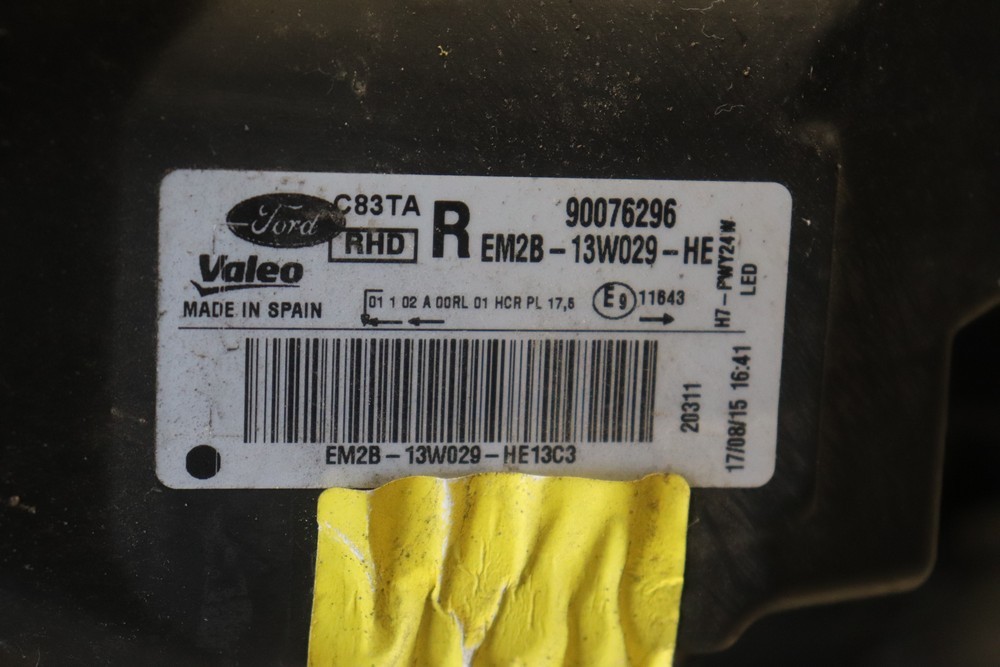 Ford
C83TA
RHD
R
90076296
EM2B-13W029-HE
Valeo
MADE IN SPAIN
01 1 02 A 00RL 01 HCR PL 17,5
E9
11643
H7-PWY24W
LED
EM2B-13W029-HE13C3
20311
17/08/15 16:41